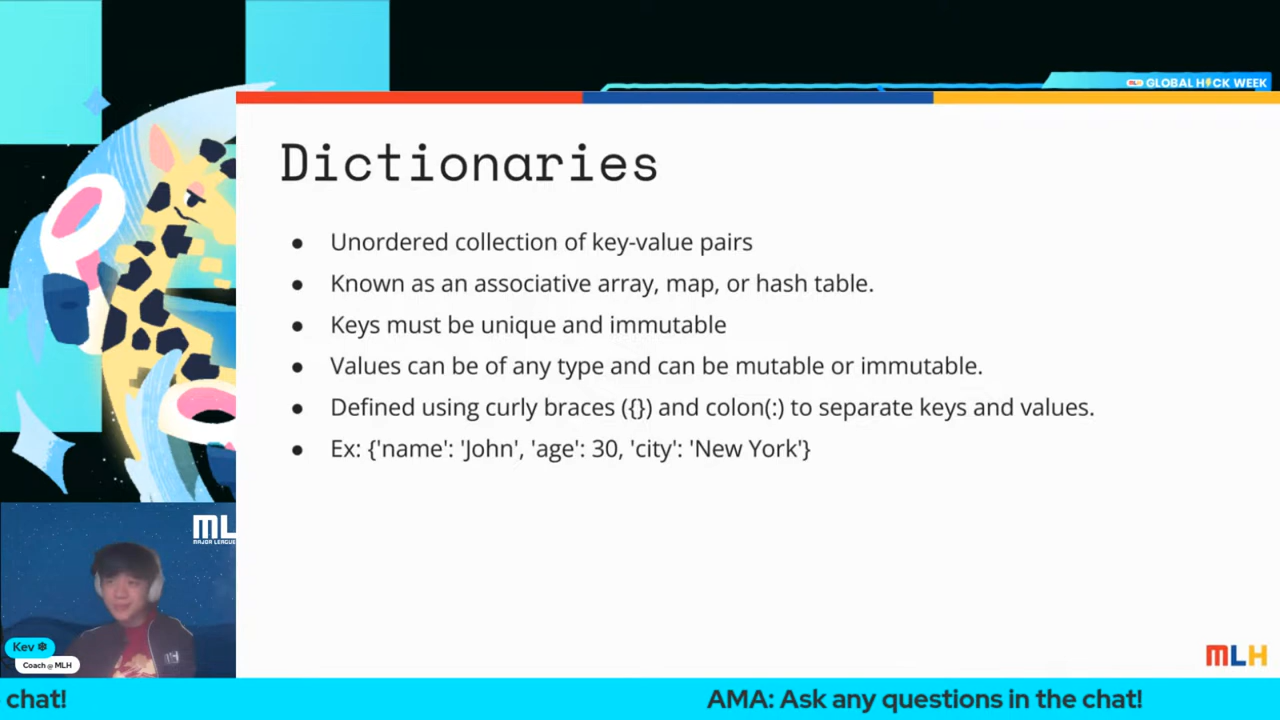 MLH GLOBAL HACK WEEK
Dictionaries
● Unordered collection of key-value pairs
● Known as an associative array, map, or hash table.
● Keys must be unique and immutable
● Values can be of any type and can be mutable or immutable.
● Defined using curly braces ({}) and colon(:) to separate keys and values.
● Ex: {'name': 'John', 'age': 30, 'city': 'New York'}
ML
MAJOR LEAGUE
Kev ❄
Coach @ MLH
MLH
chat!
AMA: Ask any questions in the chat!